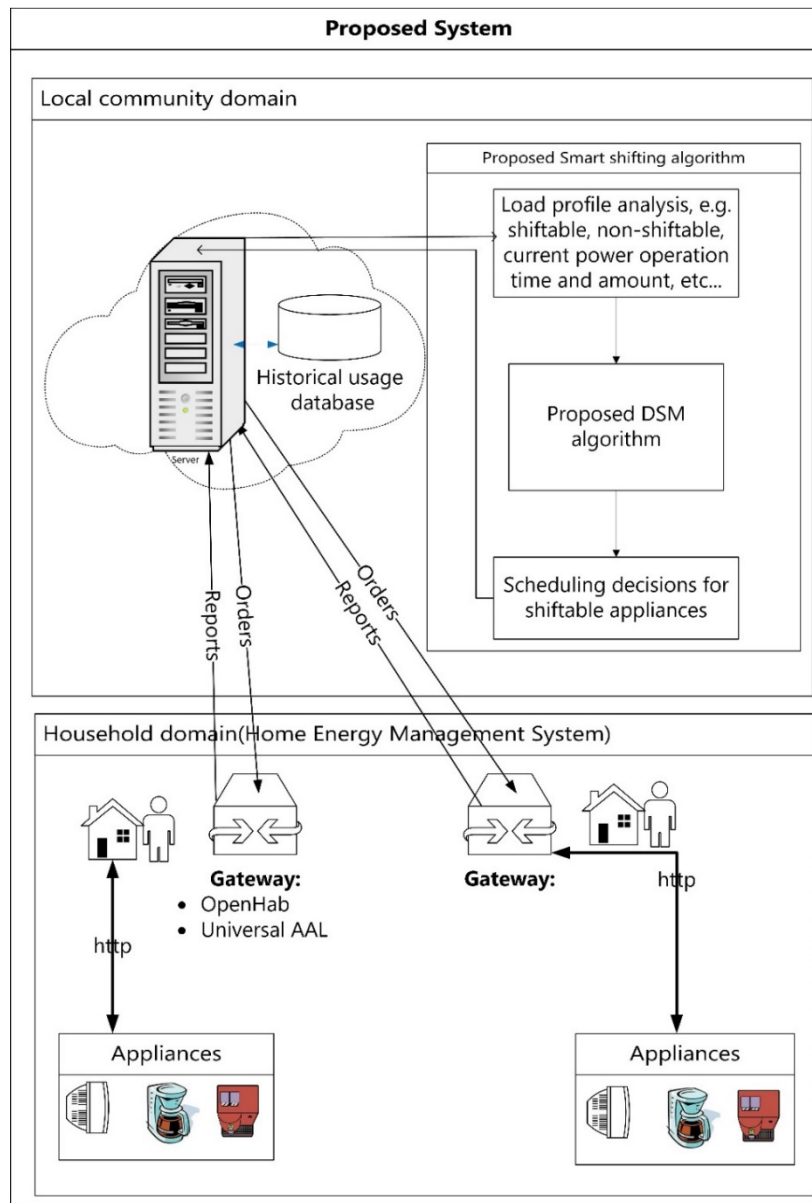 Proposed System
Local community domain
Proposed Smart shifting algorithm
Load profile analysis, e.g.
shiftable, non-shiftable,
current power operation
time and amount, etc...
Historical usage
database
Proposed DSM
algorithm
Server
Scheduling decisions for
shiftable appliances
Reports
Orders
Reports
Orders
Household domain(Home Energy Management System)
Gateway:
• OpenHab
• Universal AAL
Gateway:
http
http
Appliances
Appliances